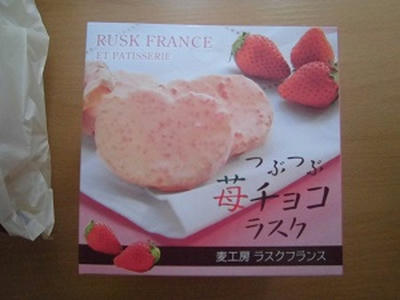 RUSK FRANCE
ET PATISSERIE
つぶつぶ
苺チョコ
ラスク
麦工房 ラスクフランス